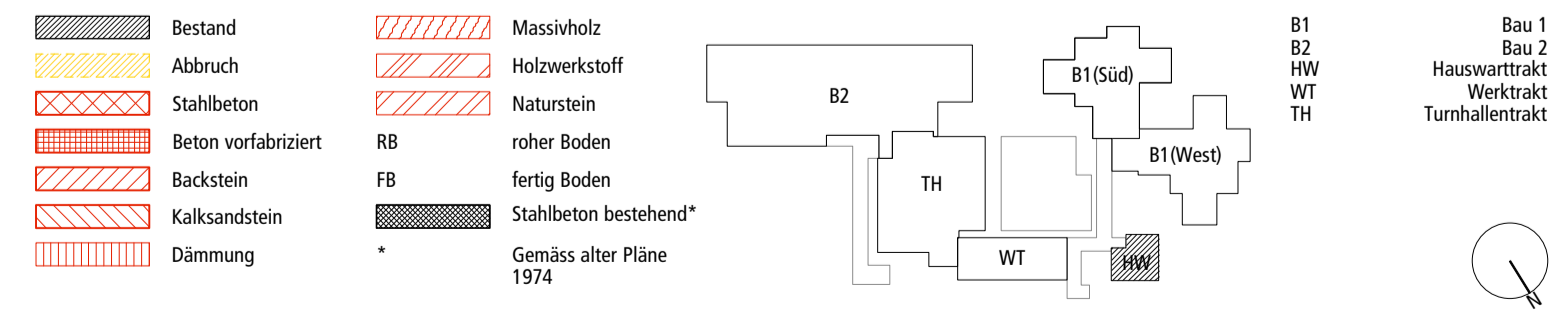 Bestand
Abbruch
Stahlbeton
Beton vorfabriziert
Backstein
Kalksandstein
Dämmung
Massivholz
Holzwerkstoff
Naturstein
RB roher Boden
FB fertig Boden
Stahlbeton bestehend*
* Gemäss alter Pläne
1974
B2
TH
WT
B1(Süd)
B1(West)
HW
B1 Bau 1
B2 Bau 2
HW Hauswarttrakt
WT Werktrakt
TH Turnhallentrakt
N